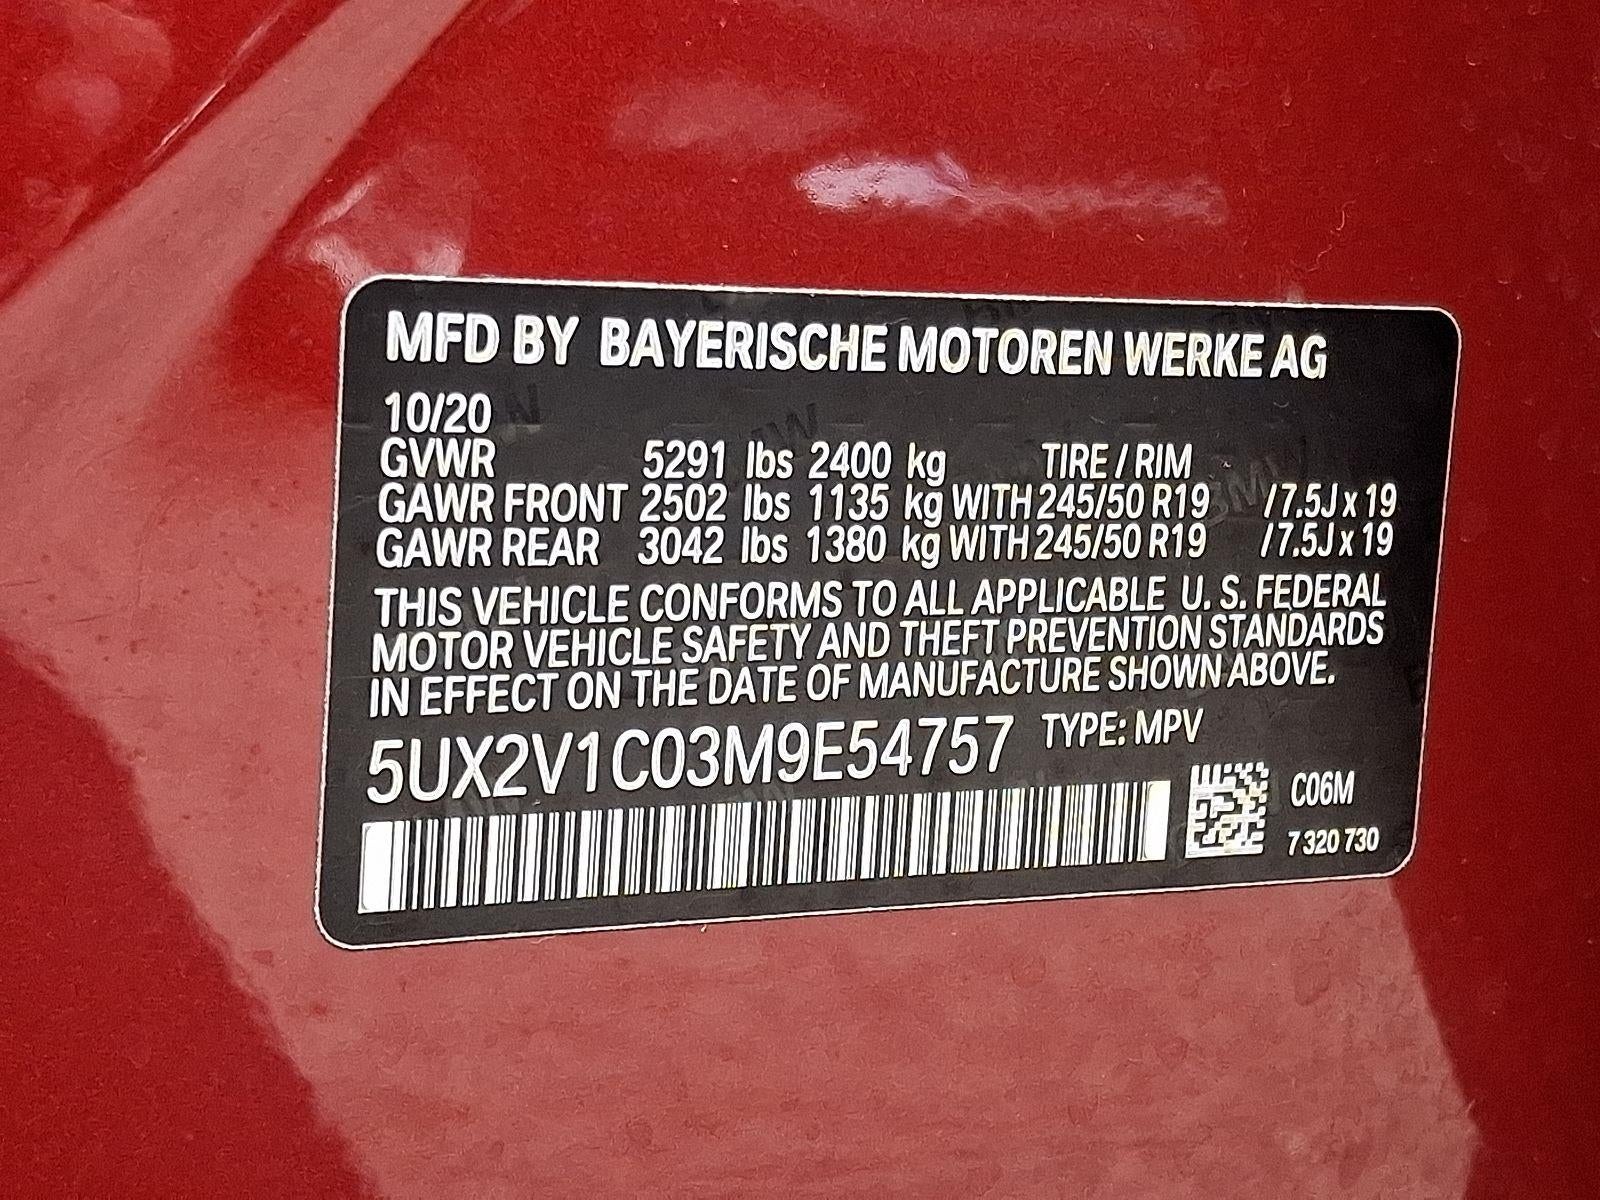 MFD BY BAYERISCHE MOTOREN WERKE AG
10/20
GVWR 5291 lbs 2400 kg TIRE / RIM
GAWR FRONT 2502 lbs 1135 kg WITH 245/50 R19 /7.5J x 19
GAWR REAR 3042 lbs 1380 kg WITH 245/50 R19 /7.5J x 19
THIS VEHICLE CONFORMS TO ALL APPLICABLE U. S. FEDERAL
MOTOR VEHICLE SAFETY AND THEFT PREVENTION STANDARDS
IN EFFECT ON THE DATE OF MANUFACTURE SHOWN ABOVE.
5UX2V1C03M9E54757 TYPE: MPV
C06M
7 320 730